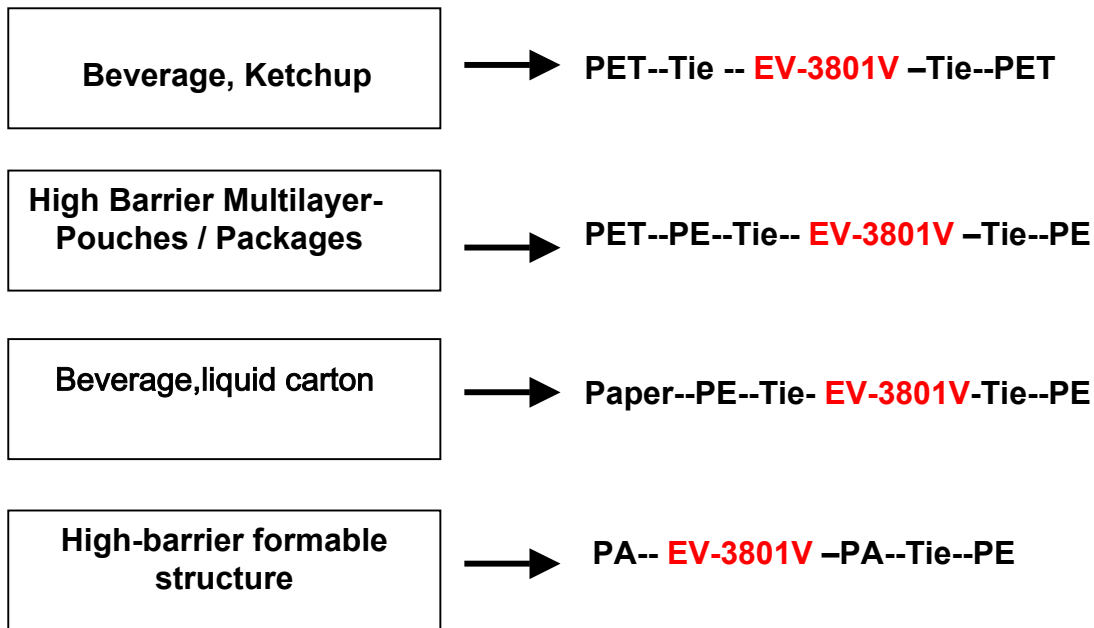 Beverage, Ketchup
PET--Tie -- EV-3801V –Tie--PET
High Barrier Multilayer-
Pouches / Packages
PET--PE--Tie-- EV-3801V –Tie--PE
Beverage,liquid carton
Paper--PE--Tie- EV-3801V-Tie--PE
High-barrier formable
structure
PA-- EV-3801V –PA--Tie--PE